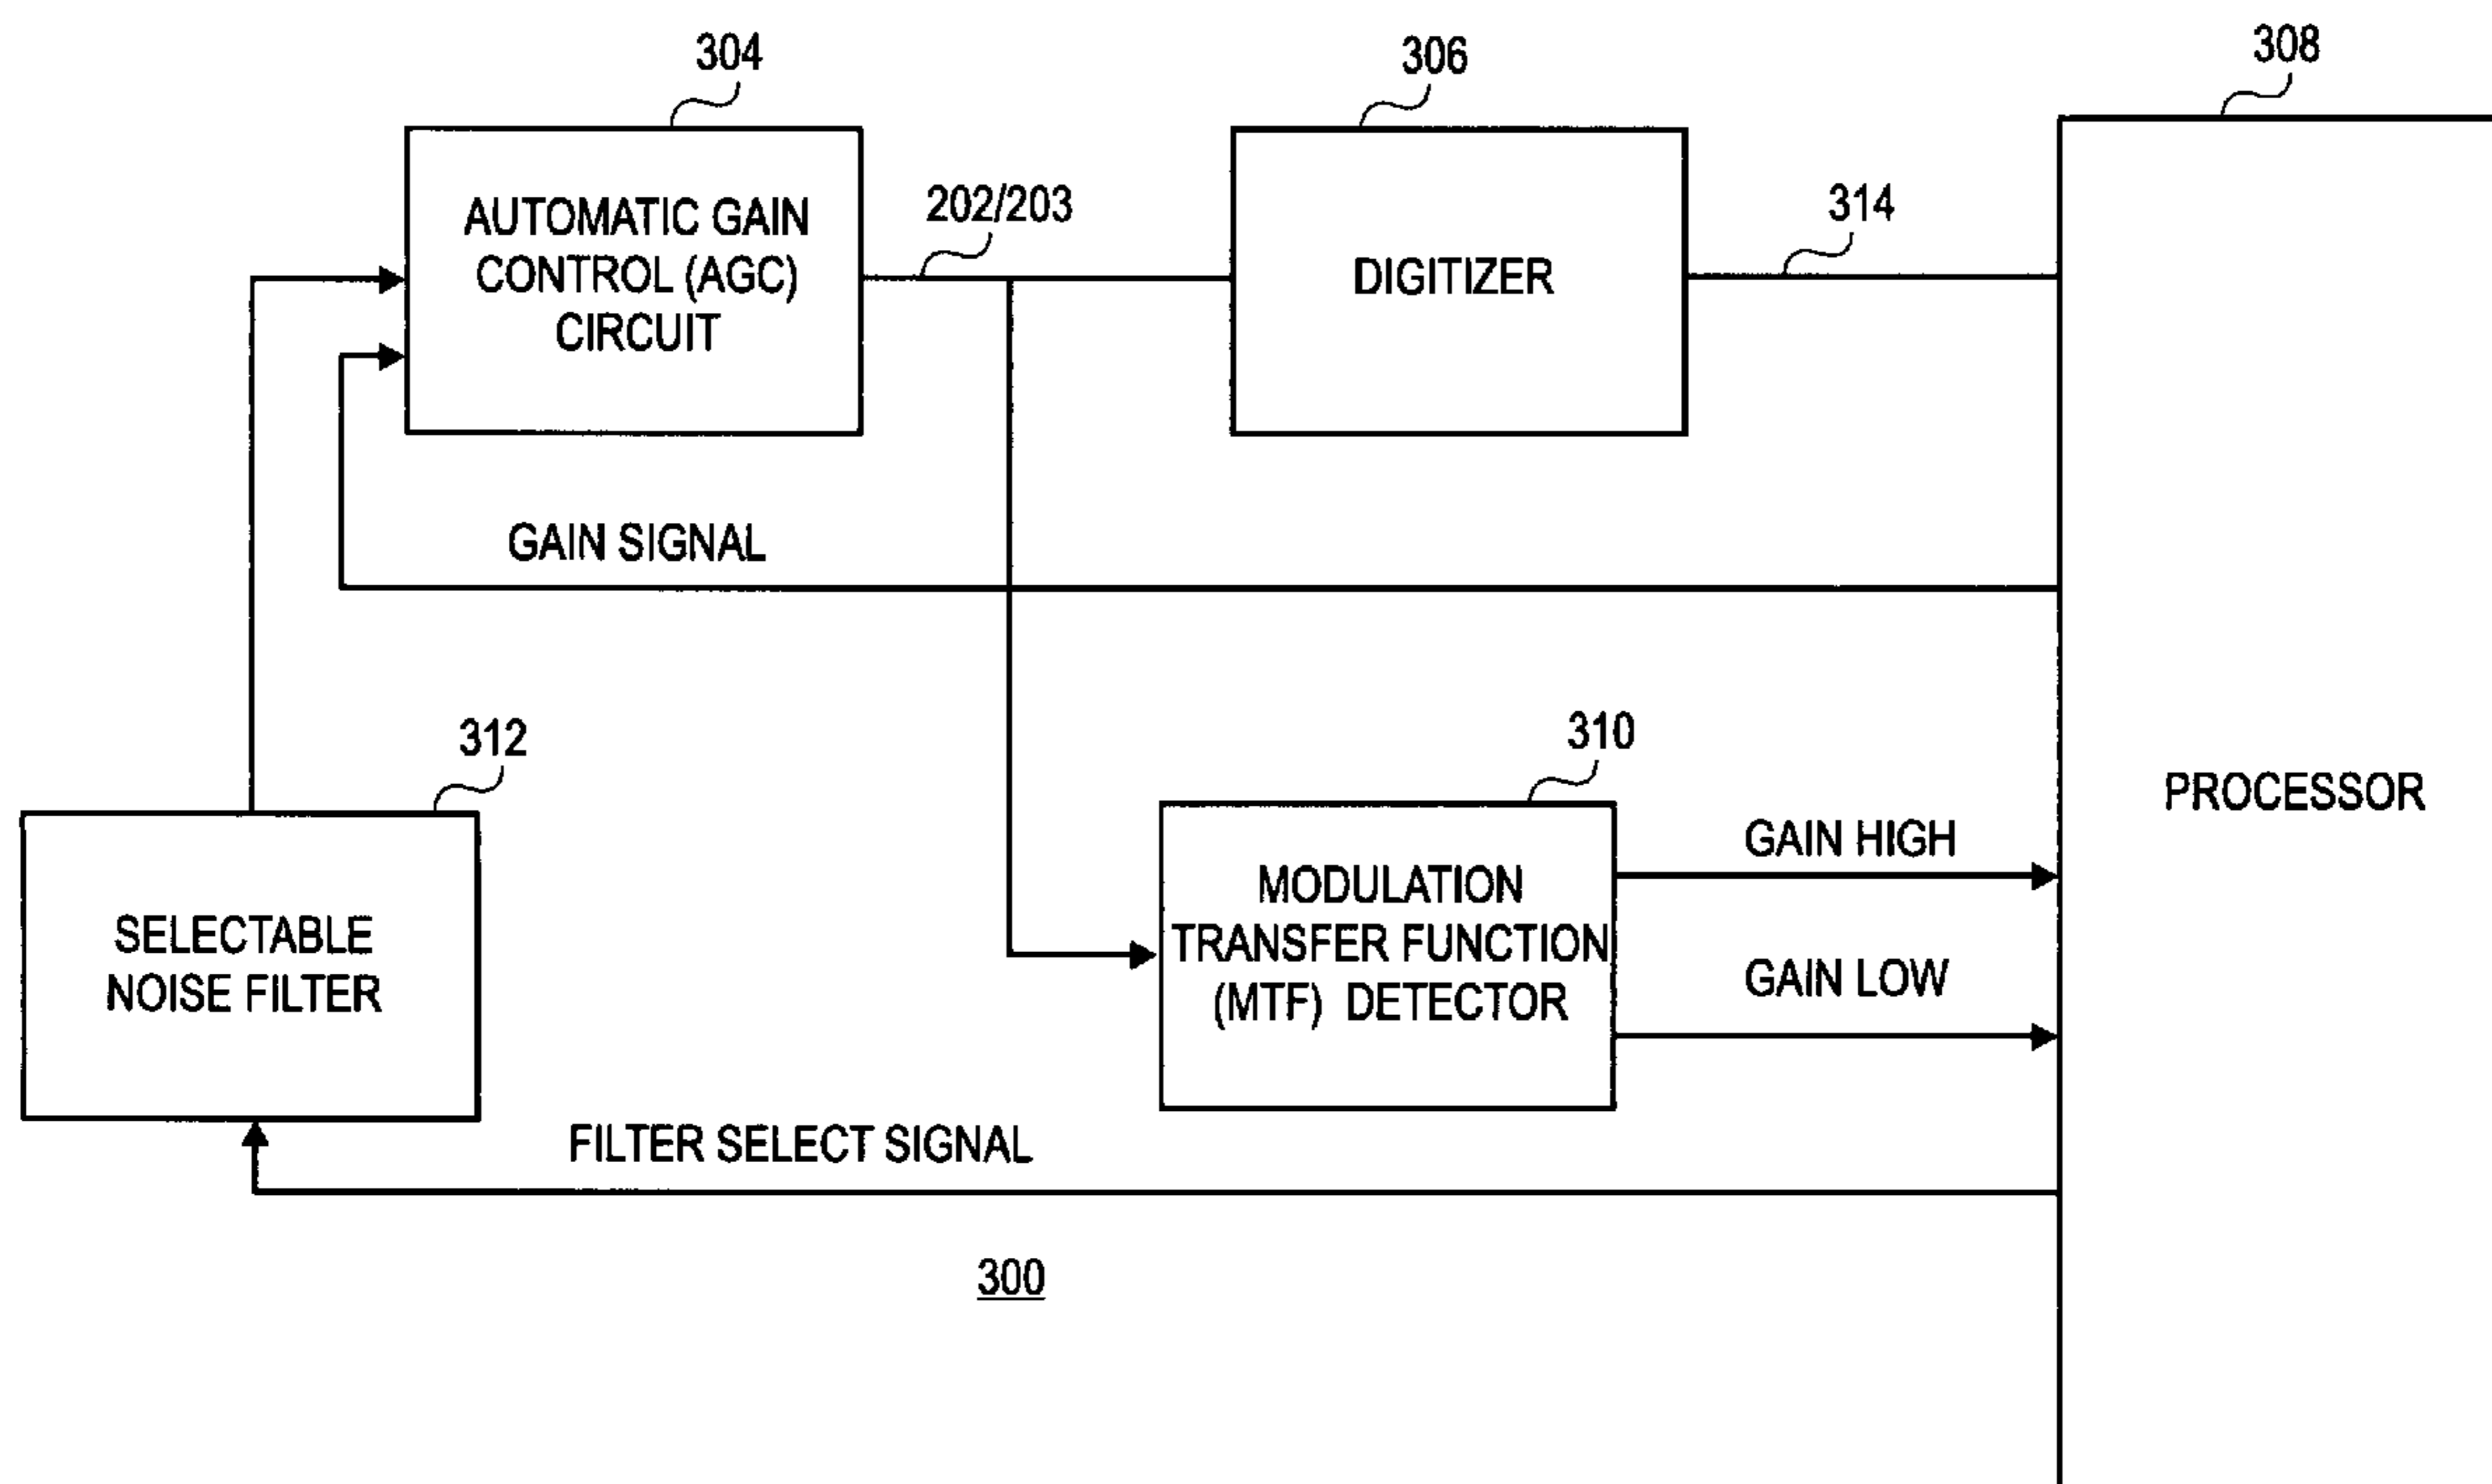 304
306
308
202/203
314
AUTOMATIC GAIN
CONTROL (AGC)
CIRCUIT
DIGITIZER
GAIN SIGNAL
312
310
PROCESSOR
GAIN HIGH
MODULATION
TRANSFER FUNCTION
(MTF) DETECTOR
GAIN LOW
SELECTABLE
NOISE FILTER
FILTER SELECT SIGNAL
300